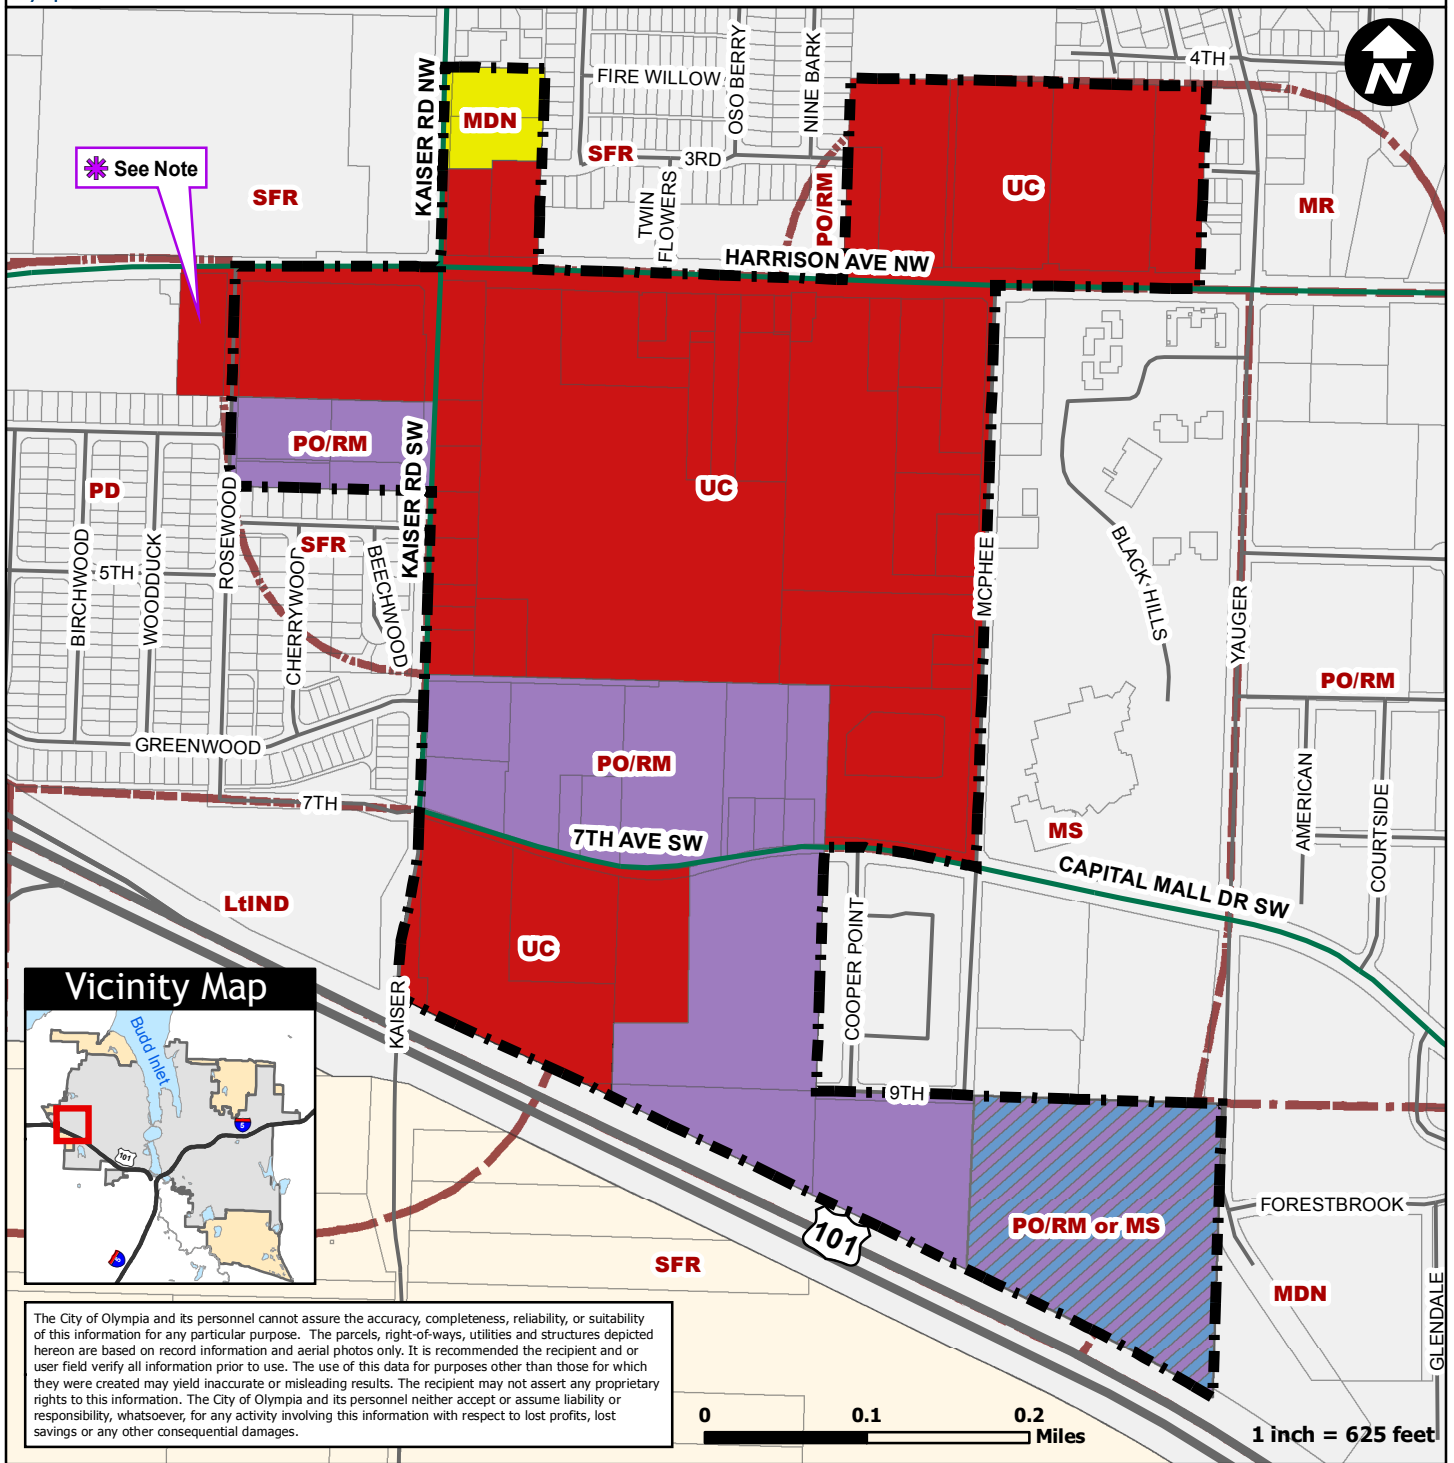 4TH
N
KAISER RD NW
FIRE WILLOW
OSO BERRY
NINE BARK
MDN
See Note
SFR
3RD
SFR
TWIN
FLOWERS
PO/RM
UC
MR
HARRISON AVE NW
PO/RM
KAISER RD SW
UC
PD
ROSEWOOD
SFR
BIRCHWOOD
WOODDUCK
5TH
CHERRYWOOD
BEECHWOOD
MCPHEE
BLACK HILLS
YAUGER
PO/RM
GREENWOOD
PO/RM
7TH
7TH AVE SW
MS
AMERICAN
COURTSIDE
CAPITAL MALL DR SW
LtIND
UC
COOPER POINT
KAISER
Vicinity Map
Budd Inlet
5
101
5
9TH
PO/RM or MS
FORESTBROOK
101
SFR
MDN
GLENDALE
The City of Olympia and its personnel cannot assure the accuracy, completeness, reliability, or suitability
of this information for any particular purpose. The parcels, right-of-ways, utilities and structures depicted
hereon are based on record information and aerial photos only. It is recommended the recipient and or
user field verify all information prior to use. The use of this data for purposes other than those for which
they were created may yield inaccurate or misleading results. The recipient may not assert any proprietary
rights to this information. The City of Olympia and its personnel neither accept or assume liability or
responsibility, whatsoever, for any activity involving this information with respect to lost profits, lost
savings or any other consequential damages.
0 0.1 0.2
Miles
1 inch = 625 feet